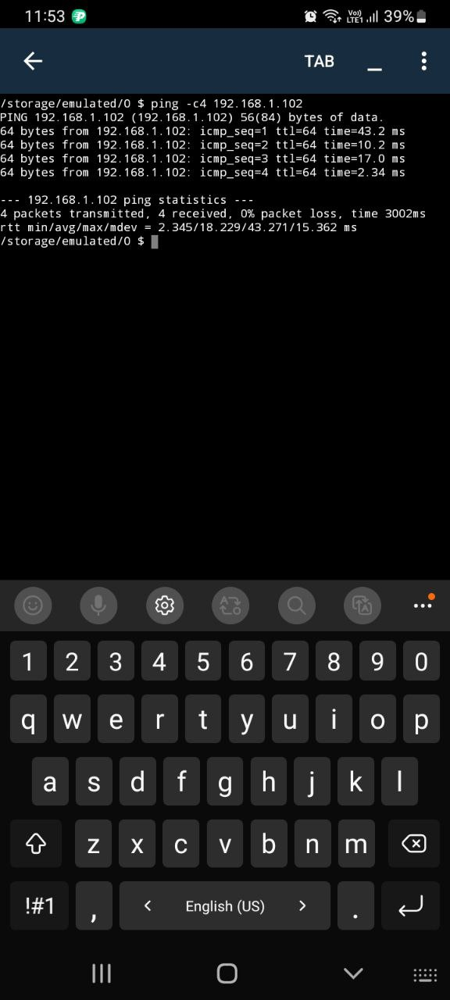 11:53
Vo)) LTE1 39%
TAB _
/storage/emulated/0 $ ping -c4 192.168.1.102
PING 192.168.1.102 (192.168.1.102) 56(84) bytes of data.
64 bytes from 192.168.1.102: icmp_seq=1 ttl=64 time=43.2 ms
64 bytes from 192.168.1.102: icmp_seq=2 ttl=64 time=10.2 ms
64 bytes from 192.168.1.102: icmp_seq=3 ttl=64 time=17.0 ms
64 bytes from 192.168.1.102: icmp_seq=4 ttl=64 time=2.34 ms
--- 192.168.1.102 ping statistics ---
4 packets transmitted, 4 received, 0% packet loss, time 3002ms
rtt min/avg/max/mdev = 2.345/18.229/43.271/15.362 ms
/storage/emulated/0 $
1 2 3 4 5 6 7 8 9 0
q w e r t y u i o p
a s d f g h j k l
z x c v b n m
!#1 , < English (US) > .